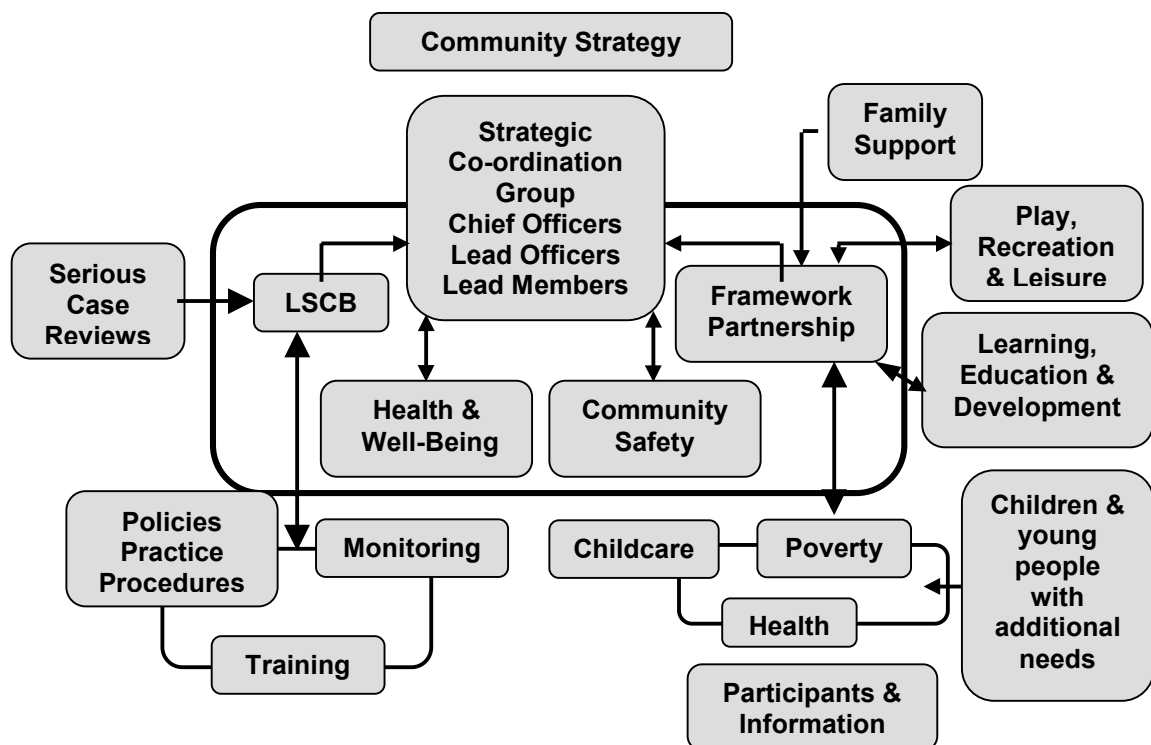 Community Strategy
Strategic
Co-ordination
Group
Chief Officers
Lead Officers
Lead Members
Family
Support
Play,
Recreation
& Leisure
Serious
Case
Reviews
LSCB
Framework
Partnership
Learning,
Education &
Development
Health &
Well-Being
Community
Safety
Policies
Practice
Procedures
Monitoring
Childcare
Poverty
Children &
young
people
with
additional
needs
Health
Training
Participants &
Information